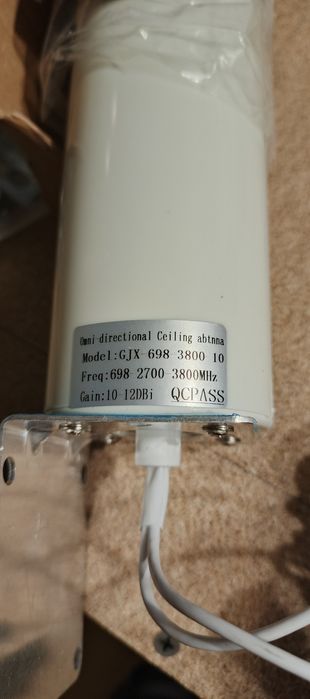 Omni-directional Ceiling abtnna
Model:GJX-698-3800-10
Freq:698-2700-3800MHz
Gain:10-12DBi QCPASS